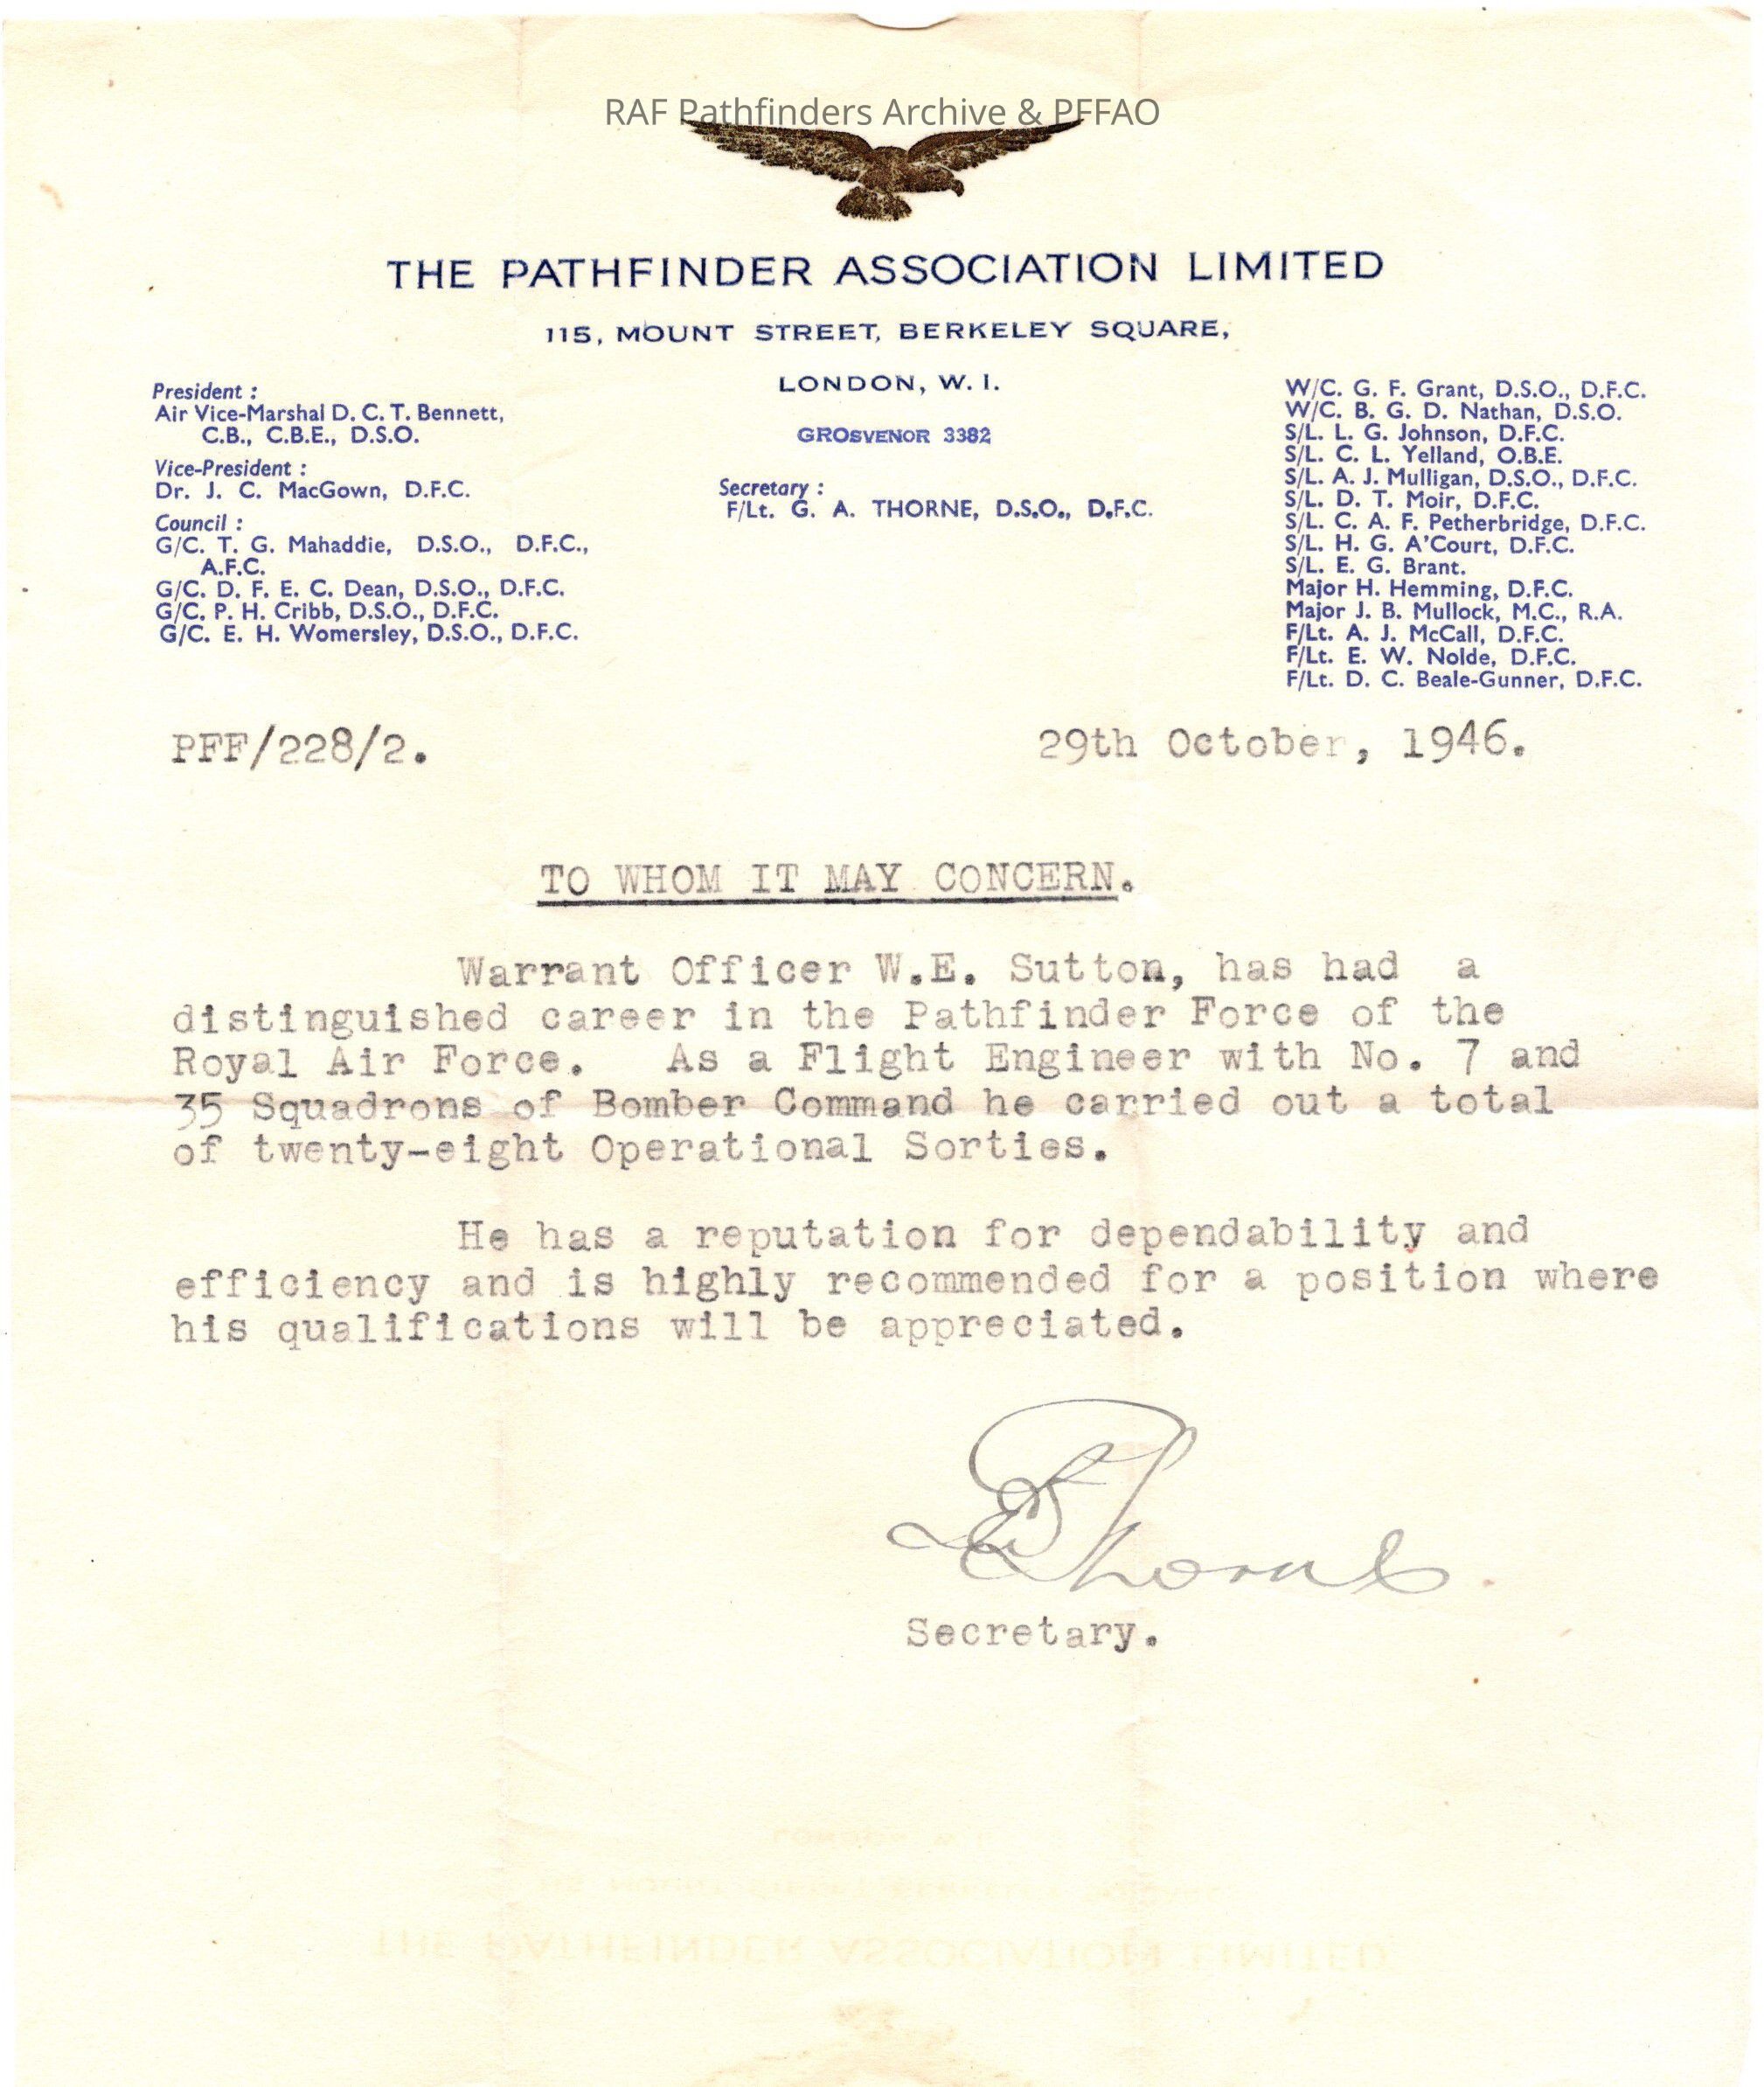 RAF Pathfinders Archive & PFFAO
THE PATHFINDER ASSOCIATION LIMITED
115, MOUNT STREET, BERKELEY SQUARE,
LONDON, W. I.
GROSVENOR 3382
Secretary :
F/Lt. G. A. THORNE, D.S.O., D.F.C.
President :
Air Vice-Marshal D. C. T. Bennett,
C.B., C.B.E., D.S.O.
Vice-President :
Dr. J. C. MacGown, D.F.C.
Council :
G/C. T. G. Mahaddie, D.S.O., D.F.C.,
A.F.C.
G/C. D. F. E. C. Dean, D.S.O., D.F.C.
G/C. P. H. Cribb, D.S.O., D.F.C.
G/C. E. H. Womersley, D.S.O., D.F.C.
W/C. G. F. Grant, D.S.O., D.F.C.
W/C. B. G. D. Nathan, D.S.O.
S/L. L. G. Johnson, D.F.C.
S/L. C. L. Yelland, O.B.E.
S/L. A. J. Mulligan, D.S.O., D.F.C.
S/L. D. T. Moir, D.F.C.
S/L. C. A. F. Petherbridge, D.F.C.
S/L. H. G. A'Court, D.F.C.
S/L. E. G. Brant.
Major H. Hemming, D.F.C.
Major J. B. Mullock, M.C., R.A.
F/Lt. A. J. McCall, D.F.C.
F/Lt. E. W. Nolde, D.F.C.
F/Lt. D. C. Beale-Gunner, D.F.C.
PFF/228/2.
29th October, 1946.
TO WHOM IT MAY CONCERN.
Warrant Officer W.E. Sutton, has had a
distinguished career in the Pathfinder Force of the
Royal Air Force. As a Flight Engineer with No. 7 and
35 Squadrons of Bomber Command he carried out a total
of twenty-eight Operational Sorties.
He has a reputation for dependability and
efficiency and is highly recommended for a position where
his qualifications will be appreciated.
Thorne
Secretary.